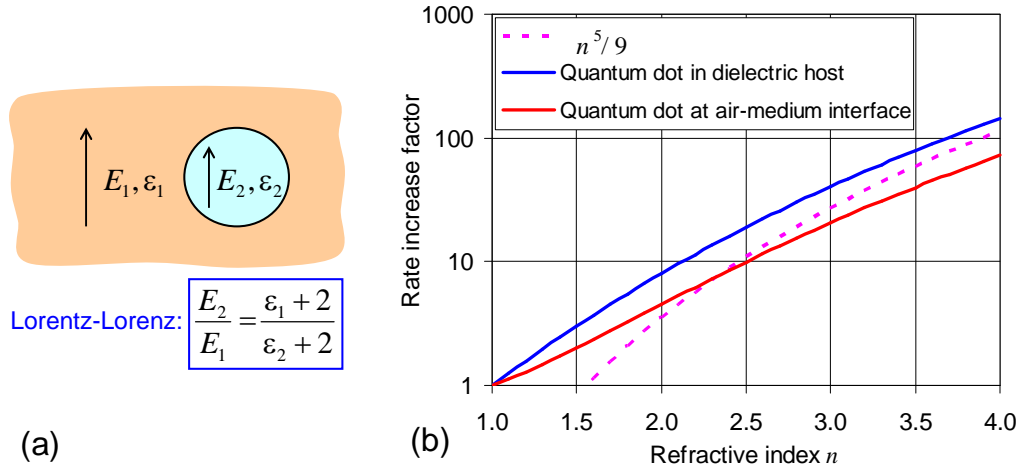 (a)
E₁, ε₁
E₂, ε₂
Lorentz-Lorenz: E₂/E₁ = (ε₁ + 2)/(ε₂ + 2)
(b)
Rate increase factor
1000
100
10
1
n⁵/ 9
Quantum dot in dielectric host
Quantum dot at air-medium interface
1.0 1.5 2.0 2.5 3.0 3.5 4.0
Refractive index n